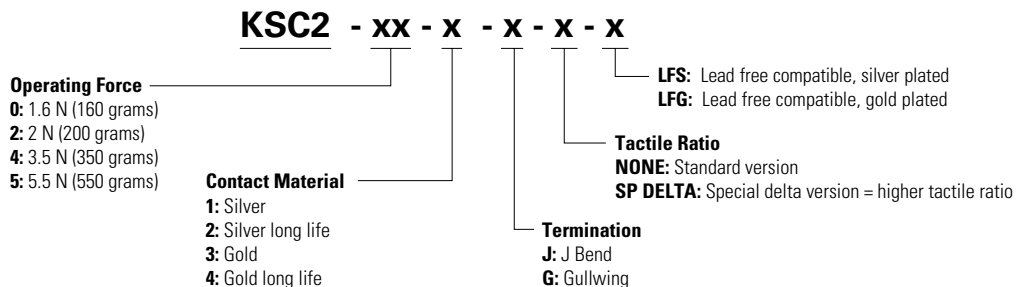 KSC2 - xx - x - x - x - x
Operating Force
0: 1.6 N (160 grams)
2: 2 N (200 grams)
4: 3.5 N (350 grams)
5: 5.5 N (550 grams)
Contact Material
1: Silver
2: Silver long life
3: Gold
4: Gold long life
Termination
J: J Bend
G: Gullwing
Tactile Ratio
NONE: Standard version
SP DELTA: Special delta version = higher tactile ratio
LFS: Lead free compatible, silver plated
LFG: Lead free compatible, gold plated